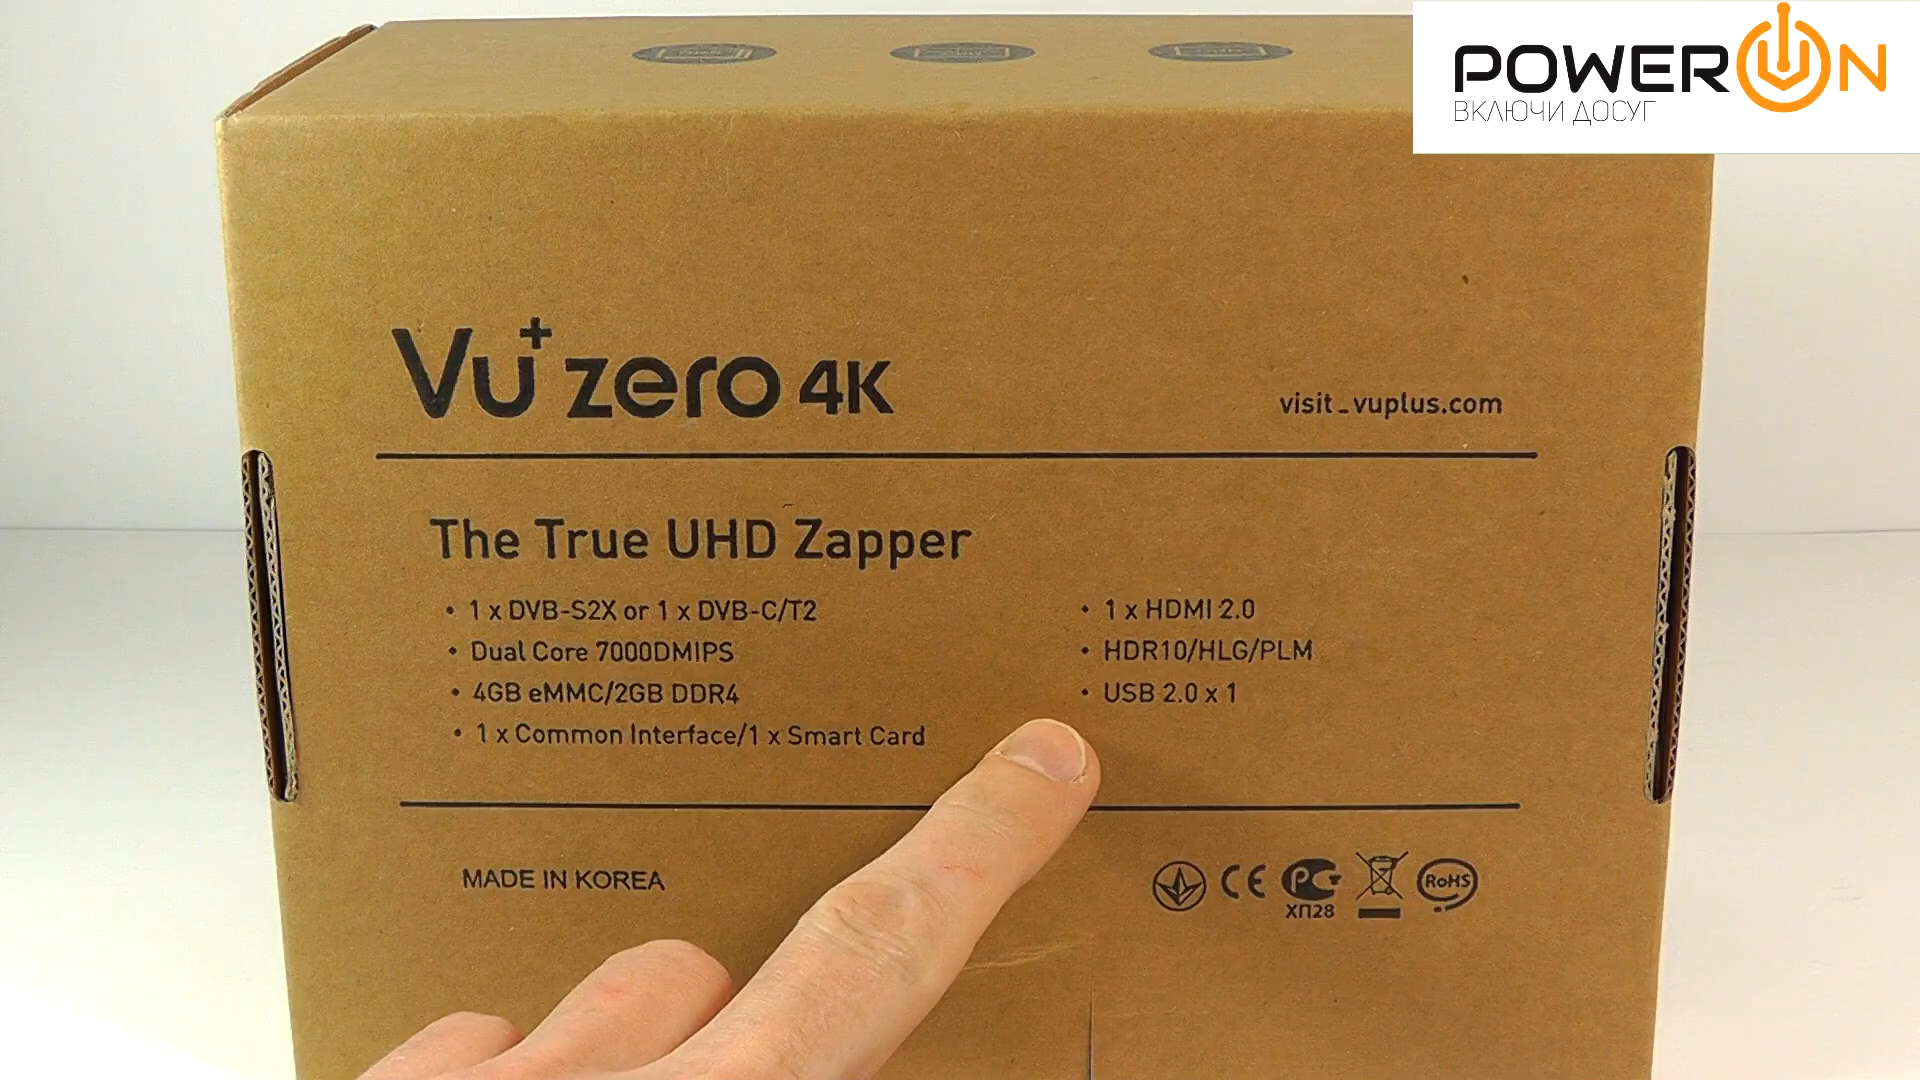 POWERON
ВКЛЮЧИ ДОСУГ
Vu+ zero 4K
visit_vuplus.com
The True UHD Zapper
• 1 x DVB-S2X or 1 x DVB-C/T2
• Dual Core 7000DMIPS
• 4GB eMMC/2GB DDR4
• 1 x Common Interface/1 x Smart Card
• 1 x HDMI 2.0
• HDR10/HLG/PLM
• USB 2.0 x 1
MADE IN KOREA
CE
РС
ХП28
RoHS